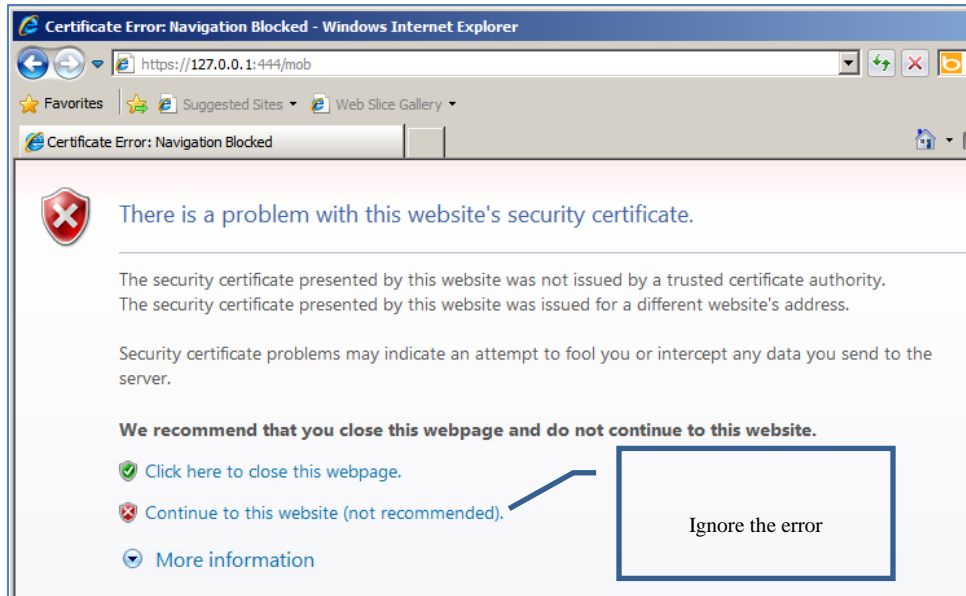 Certificate Error: Navigation Blocked - Windows Internet Explorer
https://127.0.0.1:444/mob
Favorites Suggested Sites Web Slice Gallery
Certificate Error: Navigation Blocked
There is a problem with this website's security certificate.
The security certificate presented by this website was not issued by a trusted certificate authority.
The security certificate presented by this website was issued for a different website's address.
Security certificate problems may indicate an attempt to fool you or intercept any data you send to the
server.
We recommend that you close this webpage and do not continue to this website.
Click here to close this webpage.
Continue to this website (not recommended).
Ignore the error
More information